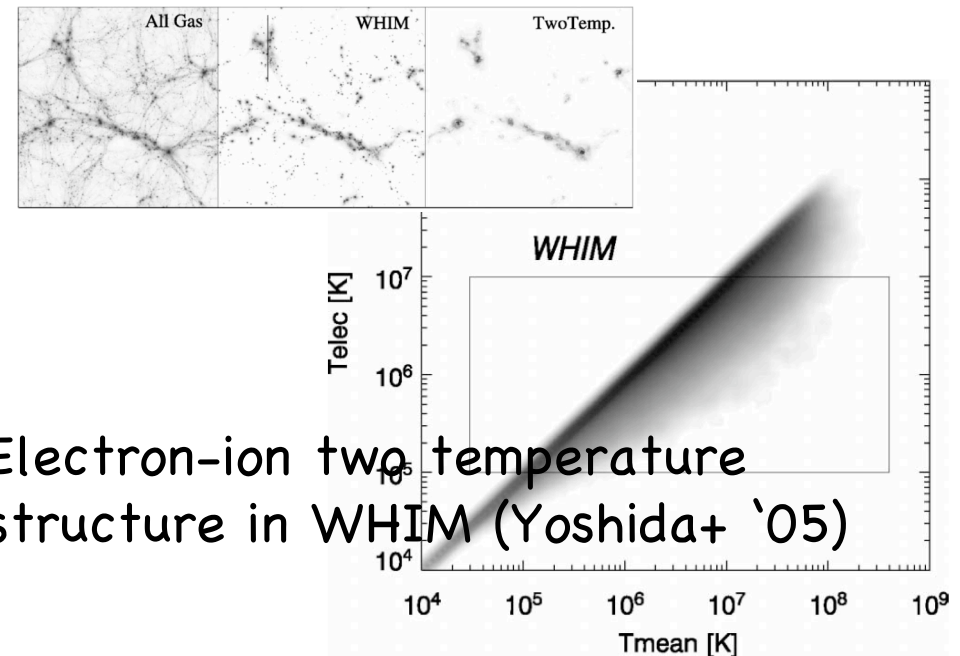 All Gas
WHIM
TwoTemp.
WHIM
Telec [K]
10⁷
10⁶
10⁵
10⁴
Electron-ion two temperature
structure in WHIM (Yoshida+ ‘05)
10⁴ 10⁵ 10⁶ 10⁷ 10⁸ 10⁹
Tmean [K]